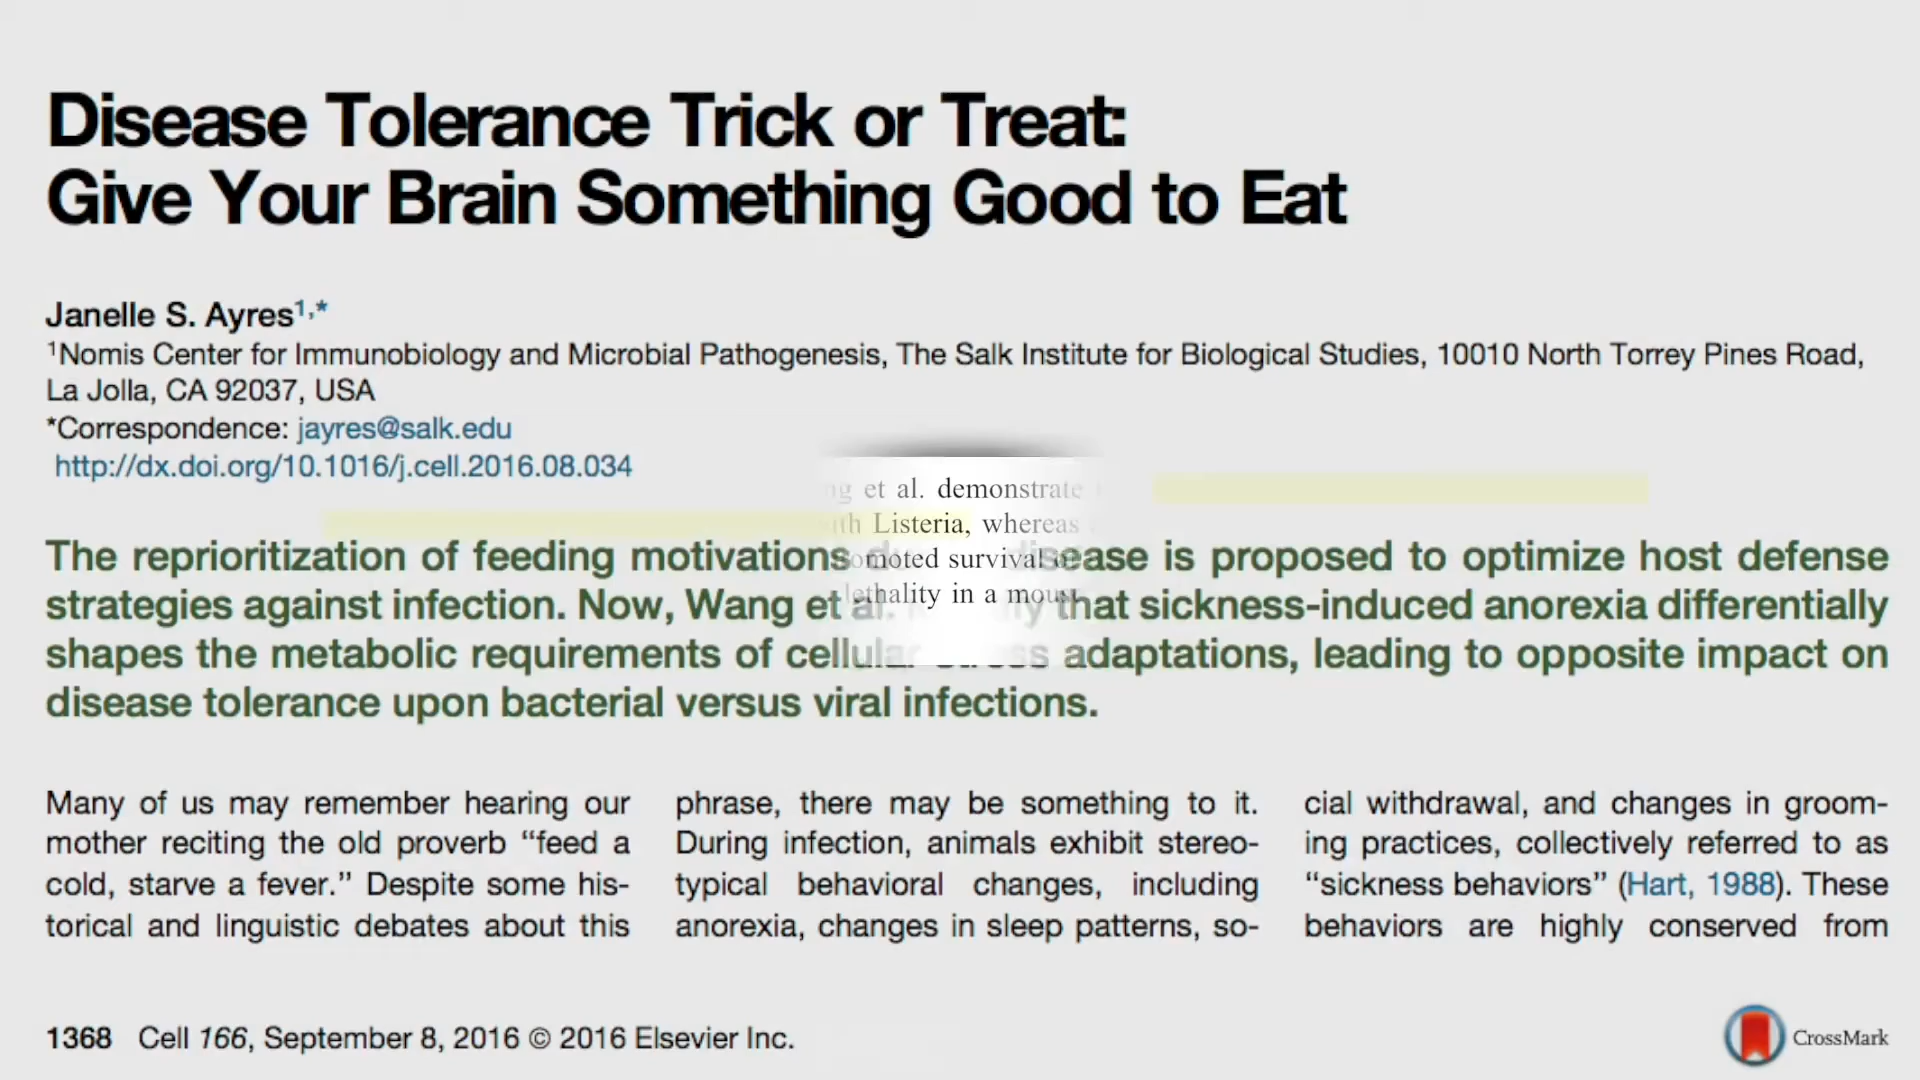 Disease Tolerance Trick or Treat:
Give Your Brain Something Good to Eat
Janelle S. Ayres1,*
1Nomis Center for Immunobiology and Microbial Pathogenesis, The Salk Institute for Biological Studies, 10010 North Torrey Pines Road,
La Jolla, CA 92037, USA
*Correspondence: jayres@salk.edu
http://dx.doi.org/10.1016/j.cell.2016.08.034
et al. demonstrate
Listeria, whereas
survival
lethality in a
The reprioritization of feeding motivations disease is proposed to optimize host defense
strategies against infection. Now, Wang et al. that sickness-induced anorexia differentially
shapes the metabolic requirements of cellular adaptations, leading to opposite impact on
disease tolerance upon bacterial versus viral infections.
Many of us may remember hearing our
mother reciting the old proverb “feed a
cold, starve a fever.” Despite some his-
torical and linguistic debates about this
phrase, there may be something to it.
During infection, animals exhibit stereo-
typical behavioral changes, including
anorexia, changes in sleep patterns, so-
cial withdrawal, and changes in groom-
ing practices, collectively referred to as
“sickness behaviors” (Hart, 1988). These
behaviors are highly conserved from
1368 Cell 166, September 8, 2016 © 2016 Elsevier Inc.
CrossMark